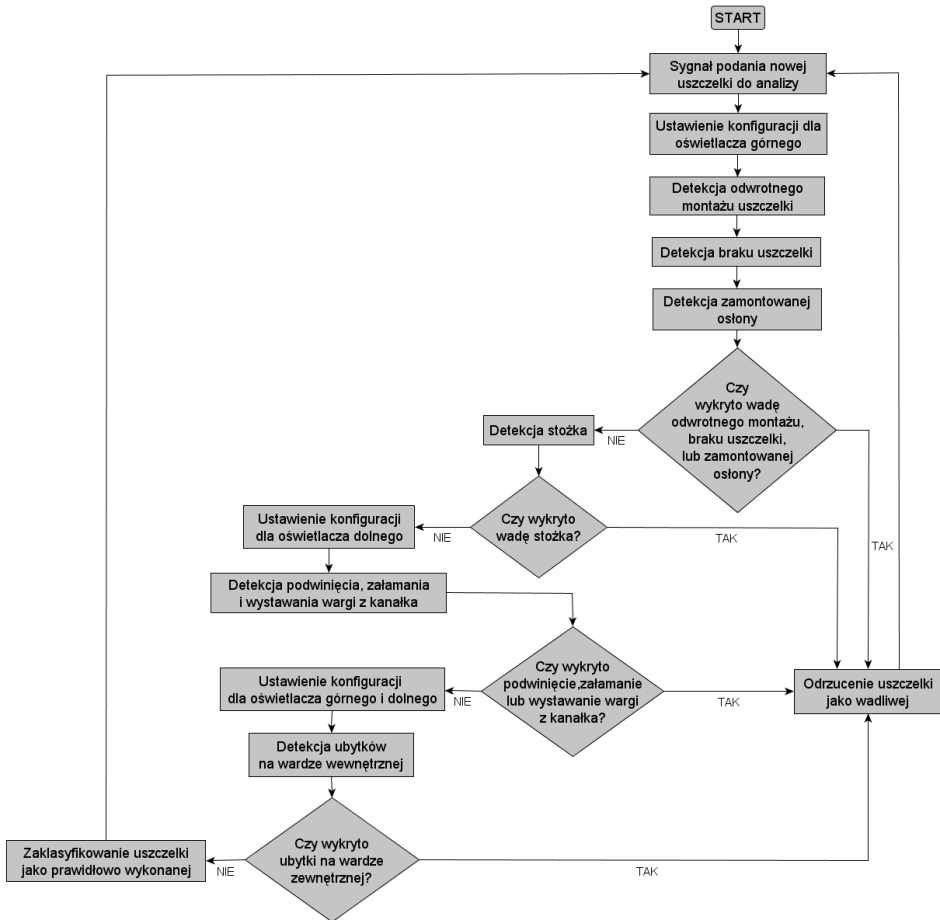 START
Sygnał podania nowej
uszczelki do analizy
Ustawienie konfiguracji dla
oświetlacza górnego
Detekcja odwrotnego
montażu uszczelki
Detekcja braku uszczelki
Detekcja zamontowanej
osłony
Czy
wykryto wadę
odwrotnego montażu,
braku uszczelki,
lub zamontowanej
osłony?
NIE
TAK
Detekcja stożka
Czy wykryto
wadę stożka?
NIE
TAK
Ustawienie konfiguracji
dla oświetlacza dolnego
Detekcja podwinięcia, załamania
i wystawania wargi z kanałka
Czy wykryto
podwinięcie,załamanie
lub wystawanie wargi
z kanałka?
NIE
TAK
Odrzucenie uszczelki
jako wadliwej
Ustawienie konfiguracji
dla oświetlacza górnego i dolnego
Detekcja ubytków
na wardze wewnętrznej
Czy wykryto
ubytki na wardze
zewnętrznej?
NIE
TAK
Zaklasyfikowanie uszczelki
jako prawidłowo wykonanej